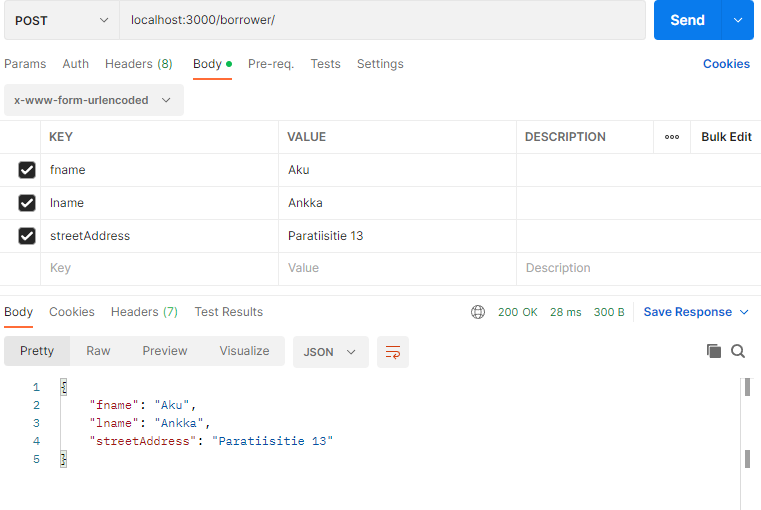 POST localhost:3000/borrower/ Send
Params Auth Headers (8) Body Pre-req. Tests Settings Cookies
x-www-form-urlencoded
KEY VALUE DESCRIPTION ooo Bulk Edit
fname Aku
lname Ankka
streetAddress Paratiisitie 13
Key Value Description
Body Cookies Headers (7) Test Results 200 OK 28 ms 300 B Save Response
Pretty Raw Preview Visualize JSON
1 {
2 "fname": "Aku",
3 "lname": "Ankka",
4 "streetAddress": "Paratiisitie 13"
5 }